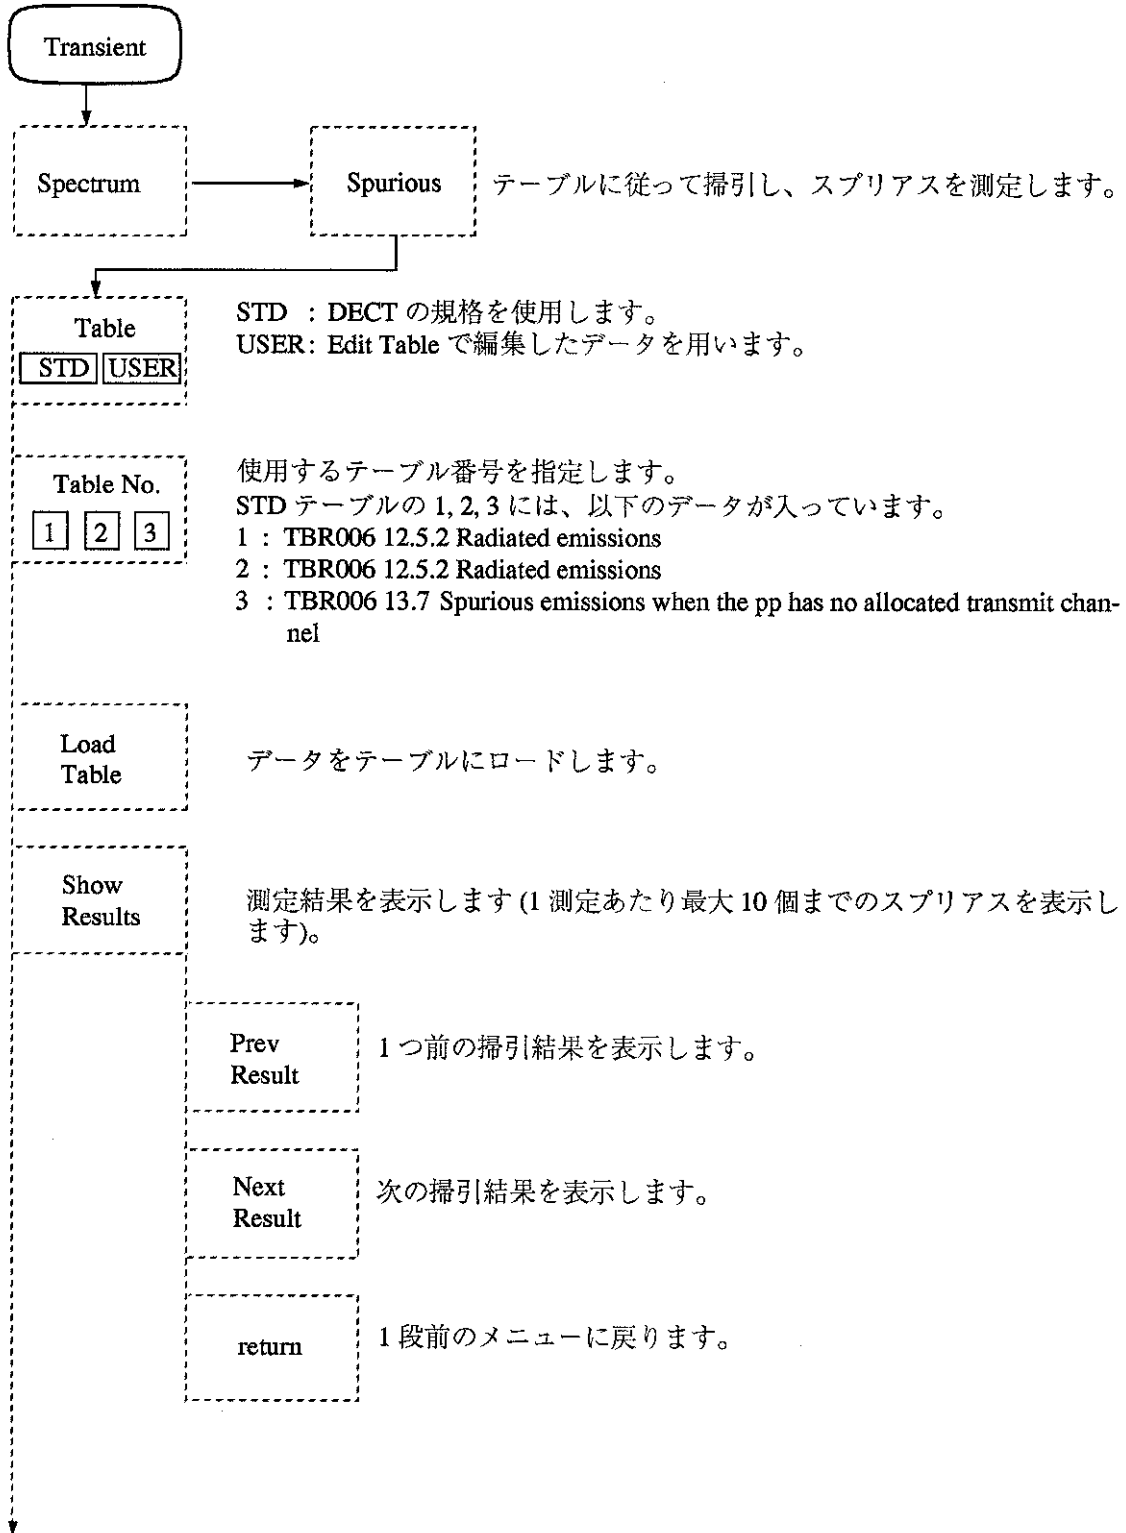 Transient
Spectrum
Spurious
テーブルに従って掃引し、スプリアスを測定します。
Table
STD USER
STD : DECT の規格を使用します。
USER: Edit Table で編集したデータを用います。
Table No.
1 2 3
使用するテーブル番号を指定します。
STD テーブルの 1, 2, 3 には、以下のデータが入っています。
1 : TBR006 12.5.2 Radiated emissions
2 : TBR006 12.5.2 Radiated emissions
3 : TBR006 13.7 Spurious emissions when the pp has no allocated transmit chan-
nel
Load
Table
データをテーブルにロードします。
Show
Results
測定結果を表示します (1 測定あたり最大 10 個までのスプリアスを表示し
ます)。
Prev
Result
1 つ前の掃引結果を表示します。
Next
Result
次の掃引結果を表示します。
return
1 段前のメニューに戻ります。